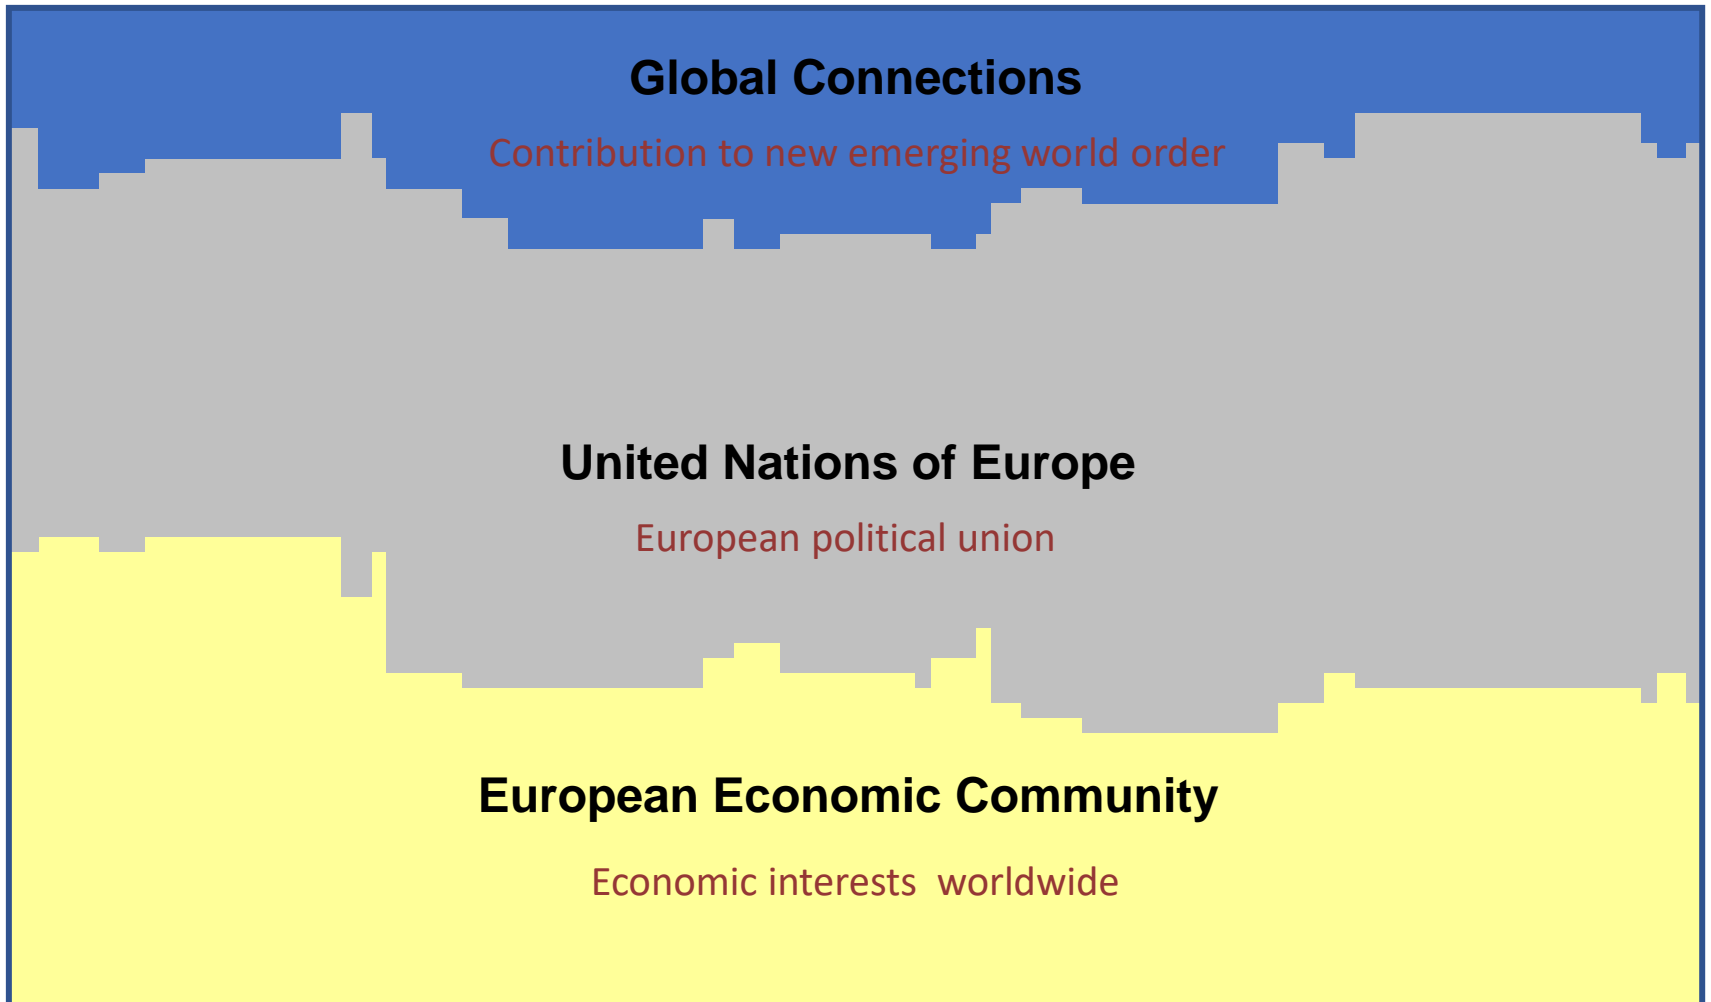 Global Connections
Contribution to new emerging world order
United Nations of Europe
European political union
European Economic Community
Economic interests  worldwide